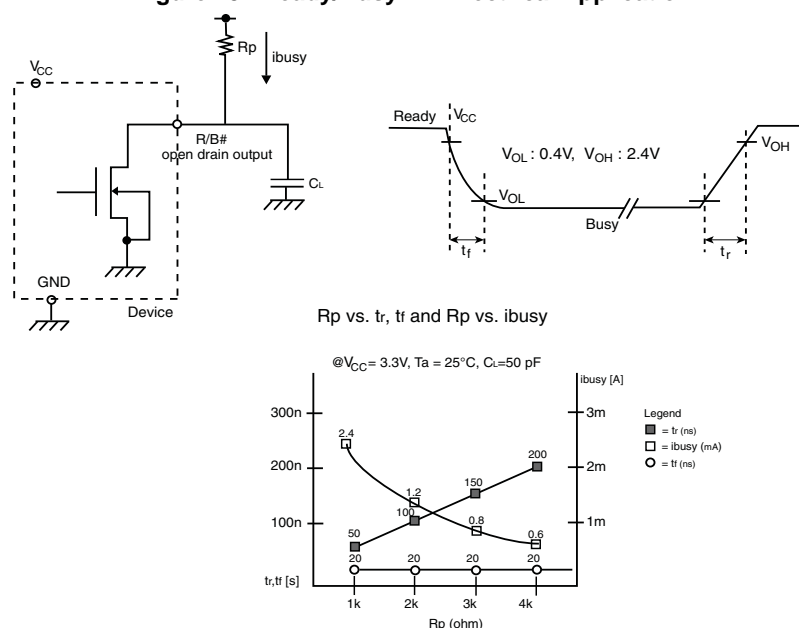 Rp
ibusy
VCC
R/B#
open drain output
CL
GND
Device
Ready
VCC
VOL : 0.4V, VOH : 2.4V
VOH
VOL
Busy
tf
tr
Rp vs. tr, tf and Rp vs. ibusy
@VCC = 3.3V, Ta = 25°C, CL=50 pF
ibusy [A]
300n
200n
100n
tr,tf [s]
3m
2m
1m
2.4
1.2
0.8
0.6
50
100
150
200
20
20
20
20
1k
2k
3k
4k
Rp (ohm)
Legend
= tr (ns)
= ibusy (mA)
= tf (ns)